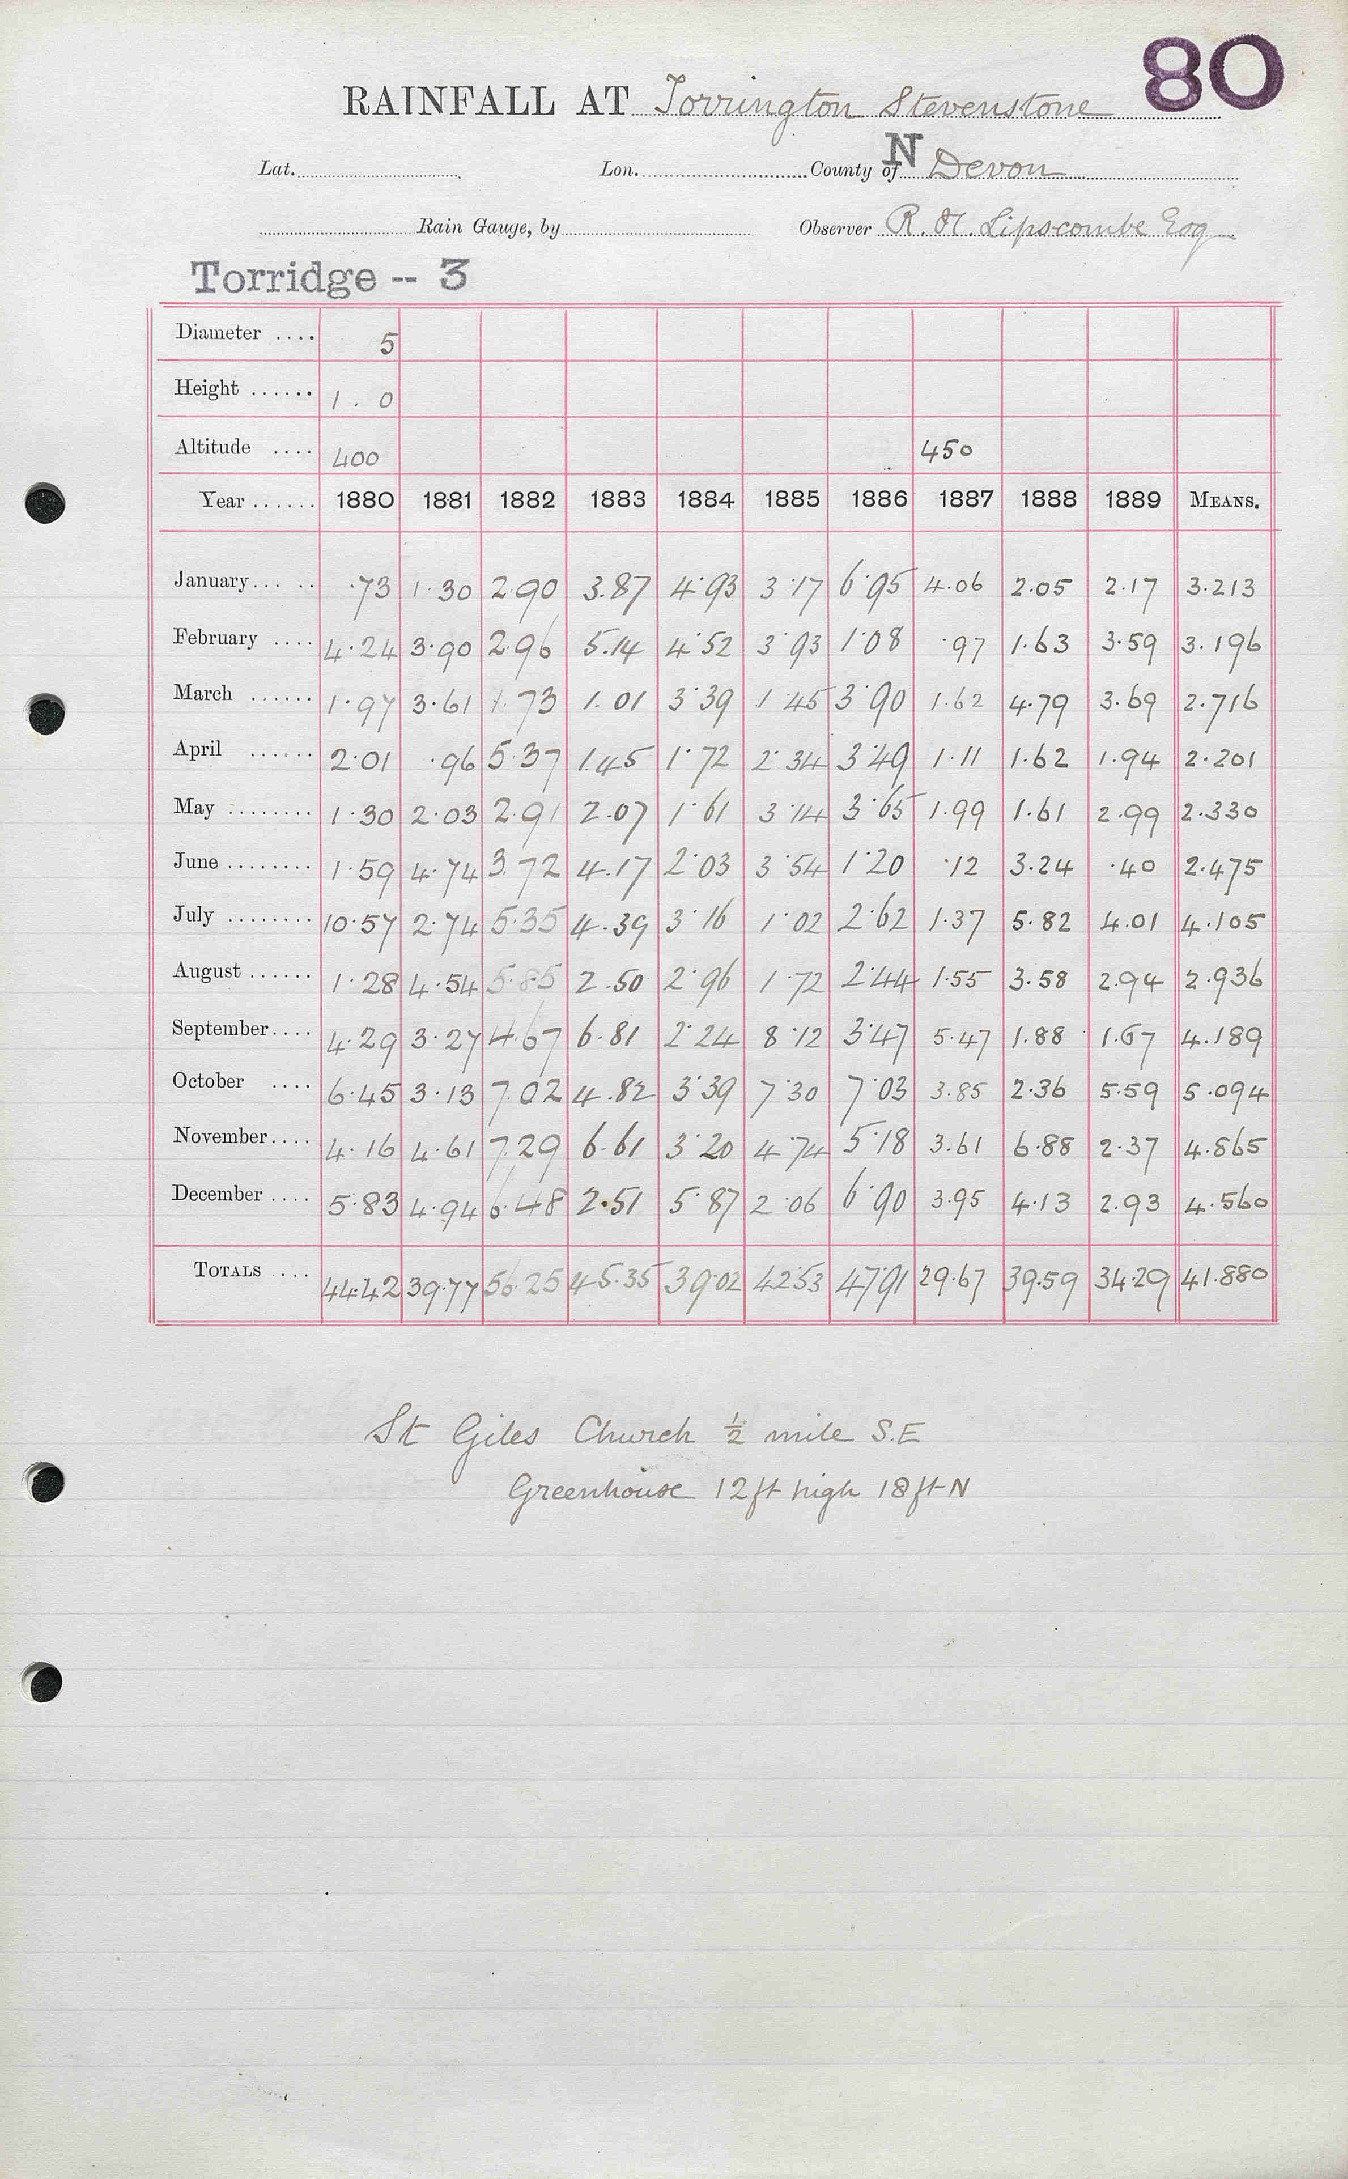 80
RAINFALL AT Torrington Stevenstone
Lat. Lon. County of N Devon
Rain Gauge, by Observer R. H. Lipscombe Esq
Torridge -- 3
Diameter .... 5
Height ...... 1 . 0
Altitude .... 400 450
Year ...... 1880 1881 1882 1883 1884 1885 1886 1887 1888 1889 MEANS.
January... .. .73 1.30 2.90 3.87 4.93 3.17 6.95 4.06 2.05 2.17 3.213
February .... 4.24 3.90 2.96 5.14 4.52 3.93 1.08 .97 1.63 3.59 3.196
March ...... 1.97 3.61 1.73 1.01 3.39 1.45 3.90 1.62 4.79 3.69 2.716
April ...... 2.01 .96 5.37 1.45 1.72 2.34 3.49 1.11 1.62 1.94 2.201
May ........ 1.30 2.03 2.91 2.07 1.61 3.14 3.65 1.99 1.61 2.99 2.330
June ........ 1.59 4.74 3.72 4.17 2.03 3.54 1.20 .12 3.24 .40 2.475
July ........ 10.57 2.74 5.35 4.39 3.16 1.02 2.62 1.37 5.82 4.01 4.105
August ...... 1.28 4.54 5.85 2.50 2.96 1.72 2.44 1.55 3.58 2.94 2.936
September.... 4.29 3.27 4.67 6.81 2.24 8.12 3.47 5.47 1.88 1.67 4.189
October .... 6.45 3.13 7.02 4.82 3.39 7.30 7.03 3.85 2.36 5.59 5.094
November.... 4.16 4.61 7.29 6.61 3.20 4.74 5.18 3.61 6.88 2.37 4.865
December .... 5.83 4.94 6.48 2.51 5.87 2.06 6.90 3.95 4.13 2.93 4.560
TOTALS .... 44.42 39.77 56.25 45.35 39.02 42.53 47.91 29.67 39.59 34.29 41.880
St Giles Church ½ mile S.E
Greenhouse 12ft high 18ft N